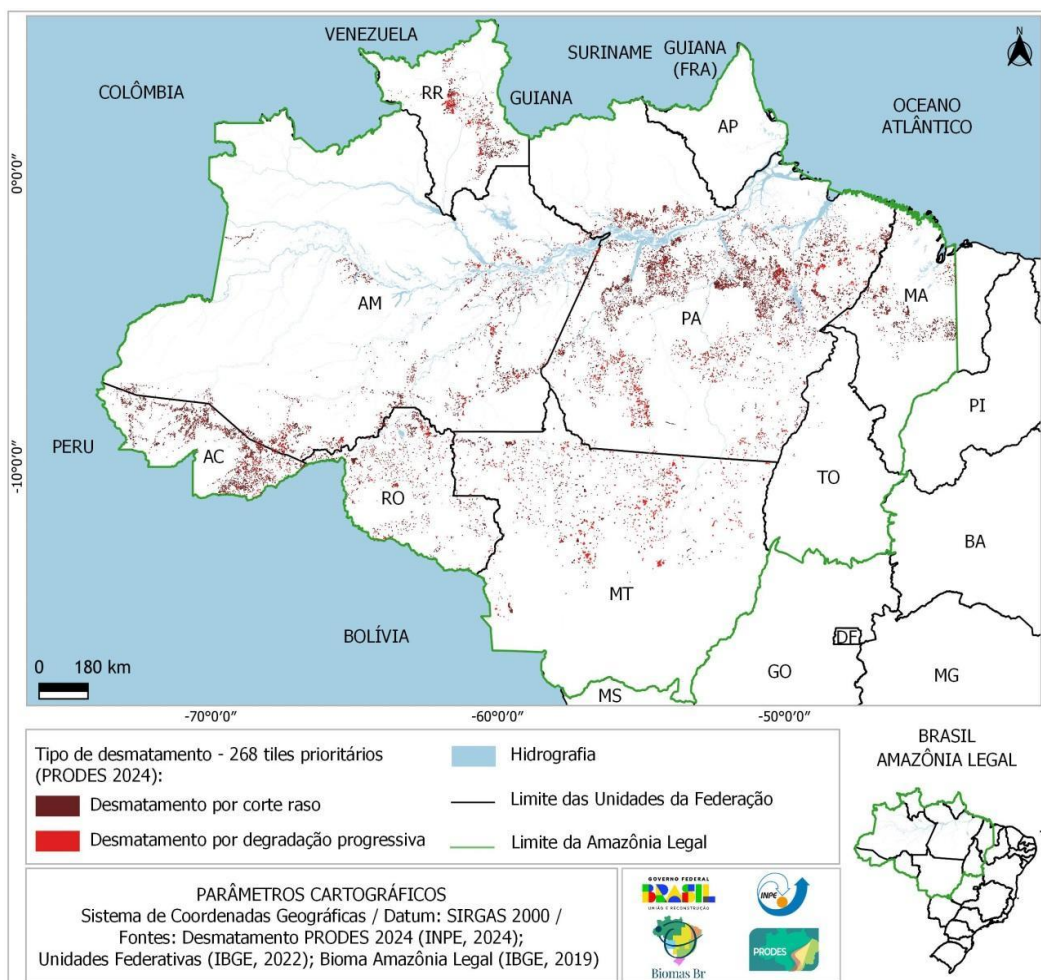 VENEZUELA
SURINAME
GUIANA
(FRA)
COLÔMBIA
RR
GUIANA
AP
OCEANO
ATLÂNTICO
N
0°0'0"
AM
PA
MA
PI
PERU
-10°0'0"
AC
RO
TO
BA
MT
BOLÍVIA
DF
GO
MG
MS
0 180 km
-70°0'0"
-60°0'0"
-50°0'0"
Tipo de desmatamento - 268 tiles prioritários
(PRODES 2024):
Desmatamento por corte raso
Desmatamento por degradação progressiva
Hidrografia
Limite das Unidades da Federação
Limite da Amazônia Legal
BRASIL
AMAZÔNIA LEGAL
PARÂMETROS CARTOGRÁFICOS
Sistema de Coordenadas Geográficas / Datum: SIRGAS 2000 /
Fontes: Desmatamento PRODES 2024 (INPE, 2024);
Unidades Federativas (IBGE, 2022); Bioma Amazônia Legal (IBGE, 2019)
GOVERNO FEDERAL
BRASIL
UNIÃO E RECONSTRUÇÃO
INPE
Biomas Br
PRODES